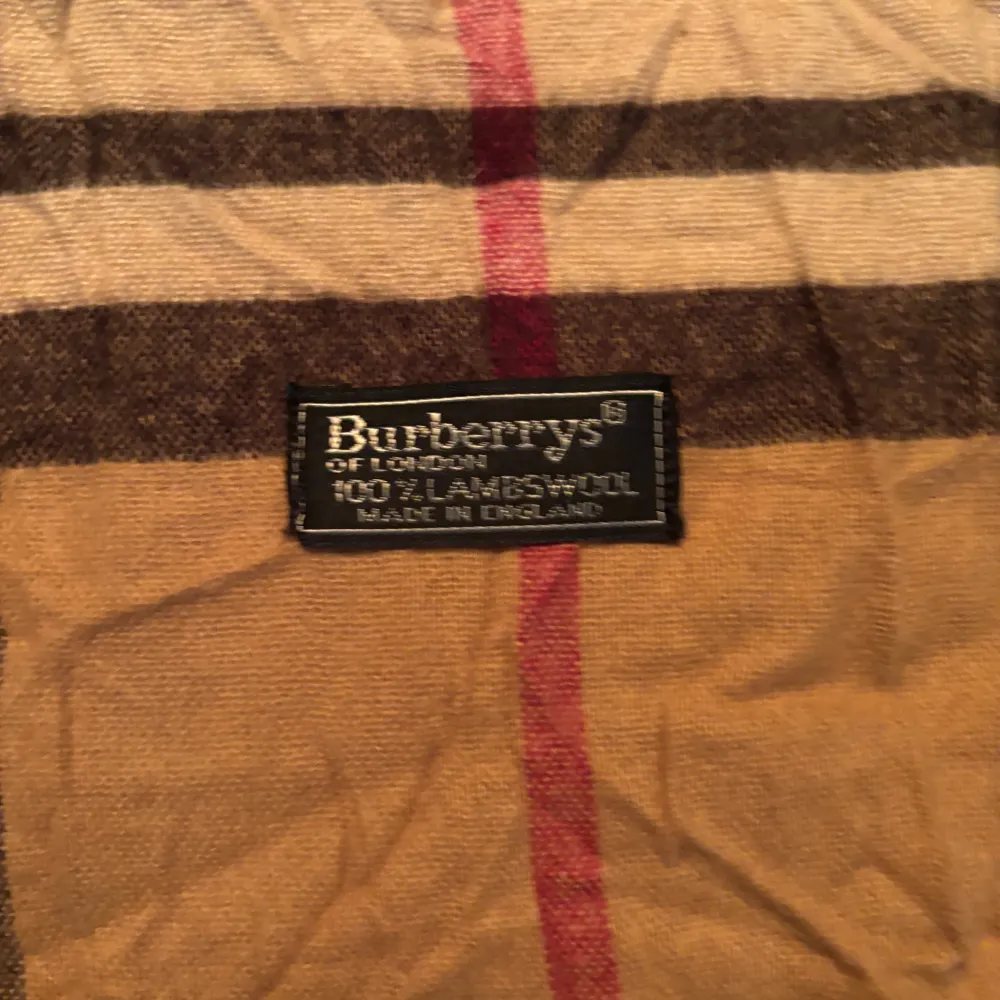 Burberrys®
OF LONDON
100% LAMBSWOOL
MADE IN ENGLAND